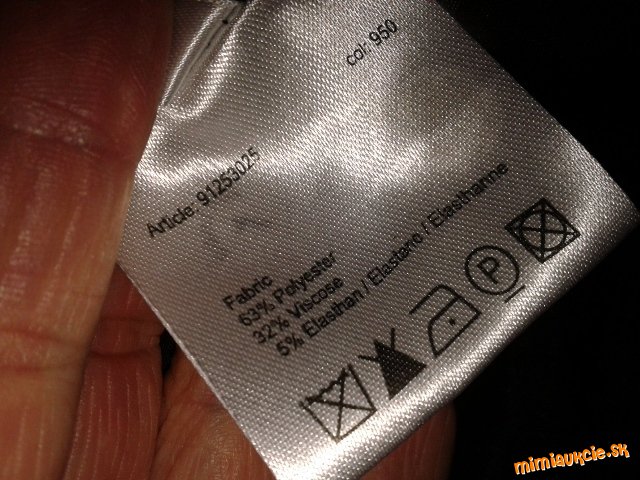 col: 950
Article: 91253025
Fabric
63% Polyester
32% Viscose
5% Elasthan / Elastano / Elasthanne
P
mimiaukcie.sk